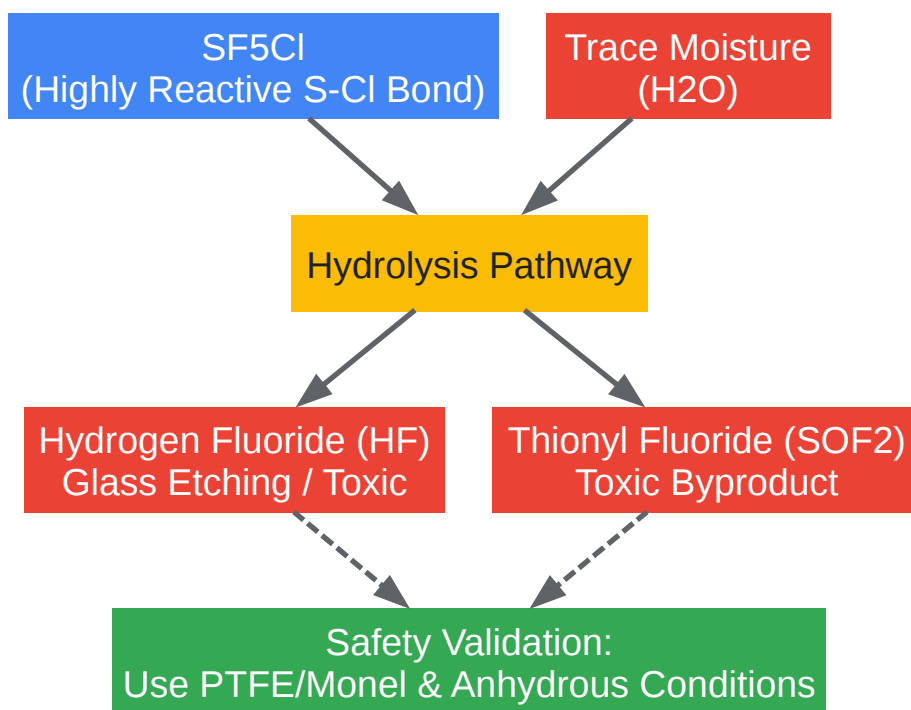 SF5Cl
(Highly Reactive S-Cl Bond)
Trace Moisture
(H2O)
Hydrolysis Pathway
Hydrogen Fluoride (HF)
Glass Etching / Toxic
Thionyl Fluoride (SOF2)
Toxic Byproduct
Safety Validation:
Use PTFE/Monel & Anhydrous Conditions